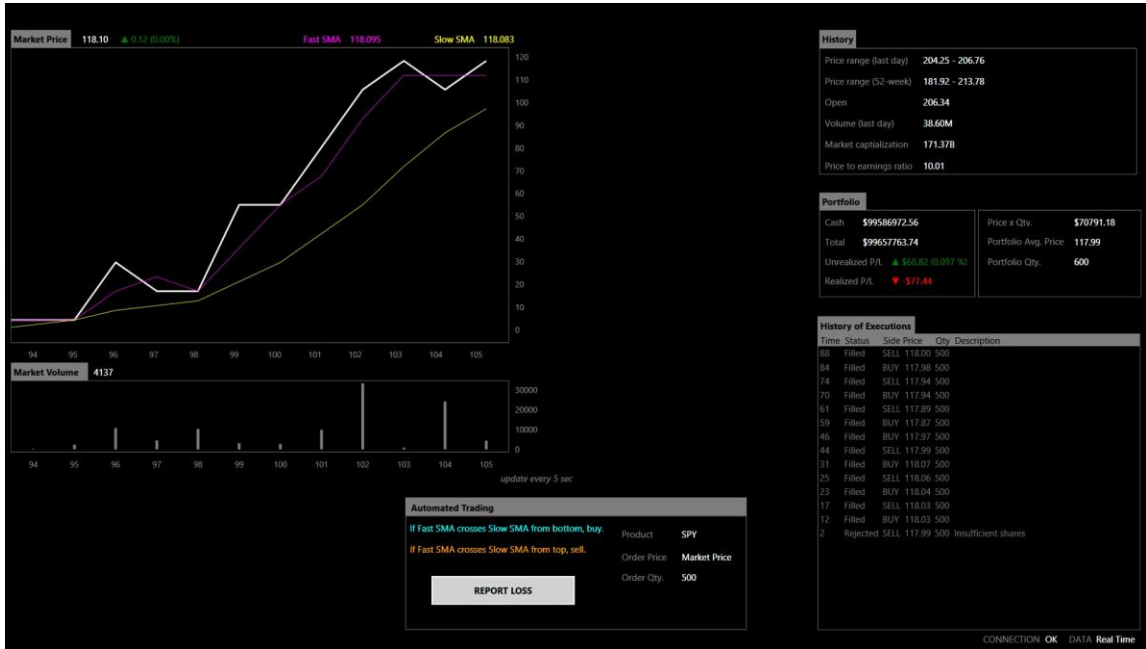 Market Price 118.10 ▲ 0.12 (0.00%) Fast SMA 118.095 Slow SMA 118.083
120
110
100
90
80
70
60
50
40
30
20
10
0
94 95 96 97 98 99 100 101 102 103 104 105
Market Volume 4137
30000
20000
10000
0
94 95 96 97 98 99 100 101 102 103 104 105
update every 5 sec
Automated Trading
If Fast SMA crosses Slow SMA from bottom, buy.
If Fast SMA crosses Slow SMA from top, sell.
Product SPY
Order Price Market Price
Order Qty. 500
REPORT LOSS
History
Price range (last day) 204.25 - 206.76
Price range (52-week) 181.92 - 213.78
Open 206.34
Volume (last day) 38.60M
Market captialization 171.37B
Price to earnings ratio 10.01
Portfolio
Cash $99586972.56
Total $99657763.74
Unrealized P/L ▲ $68.82 (0.097 %)
Realized P/L ▼ -$77.44
Price x Qty. $70791.18
Portfolio Avg. Price 117.99
Portfolio Qty. 600
History of Executions
Time Status Side Price Qty Description
88 Filled SELL 118.00 500
84 Filled BUY 117.98 500
74 Filled SELL 117.94 500
70 Filled BUY 117.94 500
61 Filled SELL 117.89 500
59 Filled BUY 117.87 500
46 Filled BUY 117.97 500
44 Filled SELL 117.99 500
31 Filled BUY 118.07 500
25 Filled SELL 118.06 500
23 Filled BUY 118.04 500
17 Filled SELL 118.03 500
12 Filled BUY 118.03 500
2 Rejected SELL 117.99 500 Insufficient shares
CONNECTION OK DATA Real Time